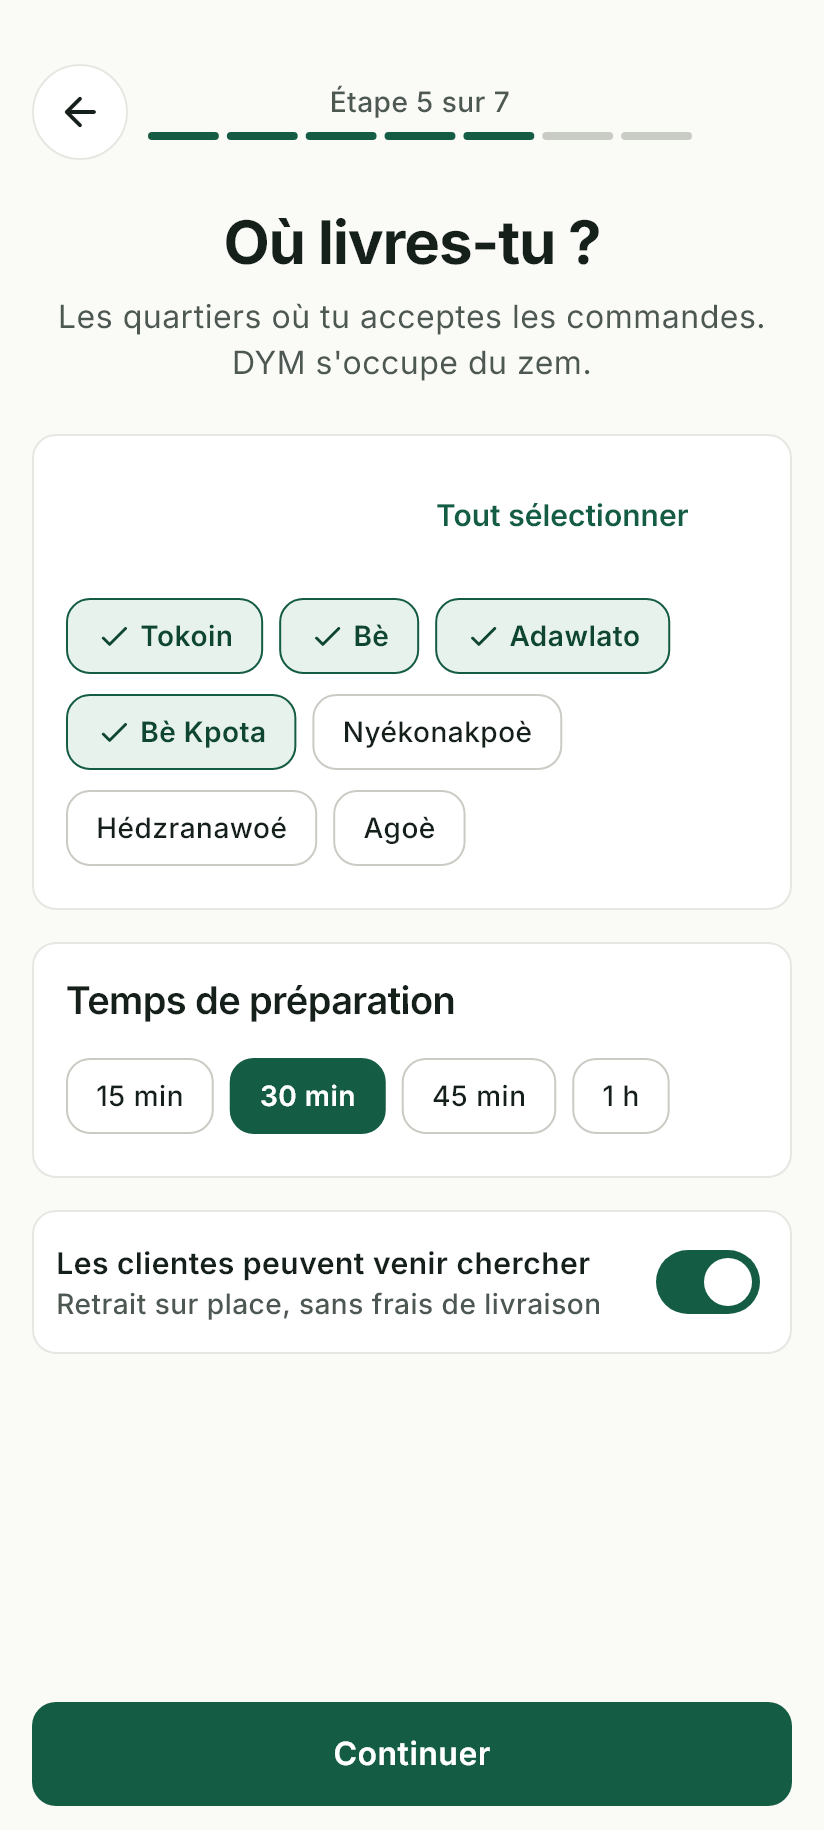 Étape 5 sur 7
Où livres-tu ?
Les quartiers où tu acceptes les commandes.
DYM s'occupe du zem.
Tout sélectionner
Tokoin
Bè
Adawlato
Bè Kpota
Nyékonakpoè
Hédzranawoé
Agoè
Temps de préparation
15 min
30 min
45 min
1 h
Les clientes peuvent venir chercher
Retrait sur place, sans frais de livraison
Continuer